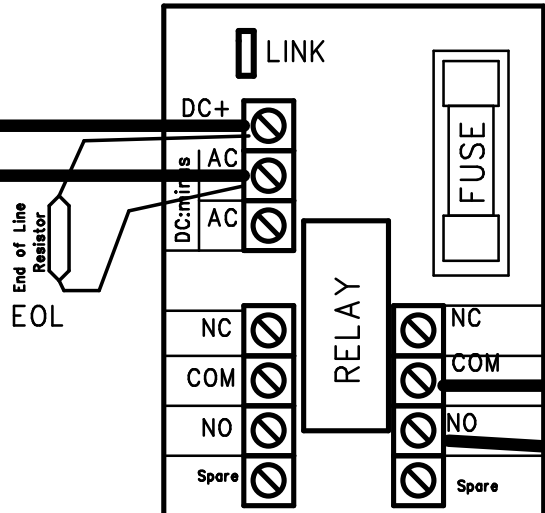 LINK
DC+
AC
AC
DC:minus
FUSE
End of Line
Resistor
EOL
RELAY
NC
COM
NO
Spare
NC
COM
NO
Spare